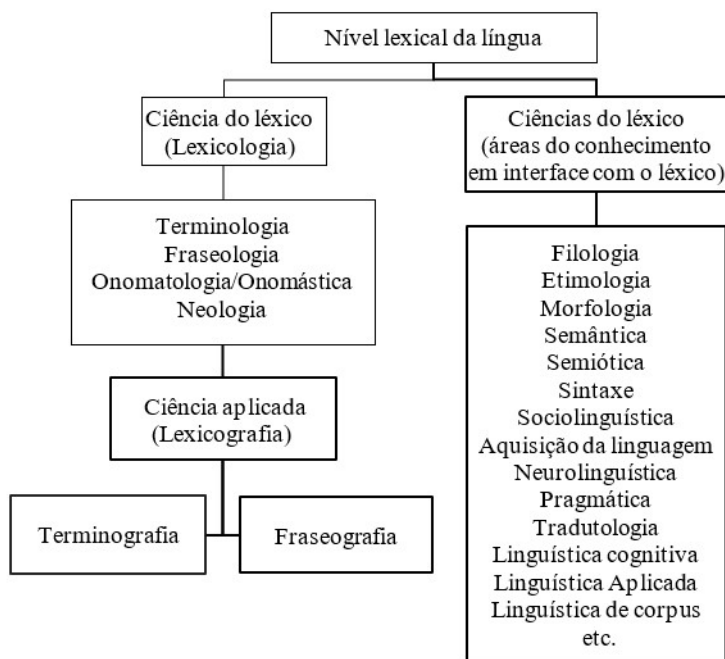 Nível lexical da língua
Ciência do léxico
(Lexicologia)
Terminologia
Fraseologia
Onomatologia/Onomástica
Neologia
Ciência aplicada
(Lexicografia)
Terminografia
Fraseografia
Ciências do léxico
(áreas do conhecimento
em interface com o léxico)
Filologia
Etimologia
Morfologia
Semântica
Semiótica
Sintaxe
Sociolinguística
Aquisição da linguagem
Neurolinguística
Pragmática
Tradutologia
Linguística cognitiva
Linguística Aplicada
Linguística de corpus
etc.